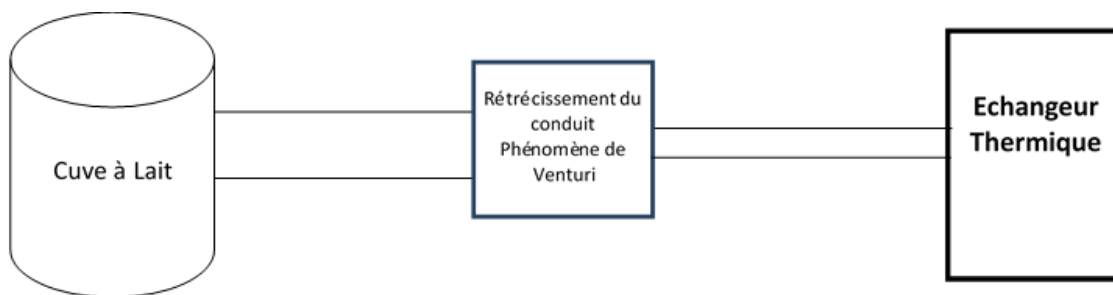 Cuve à Lait
Rétrécissement du
conduit
Phénomène de
Venturi
Echangeur
Thermique